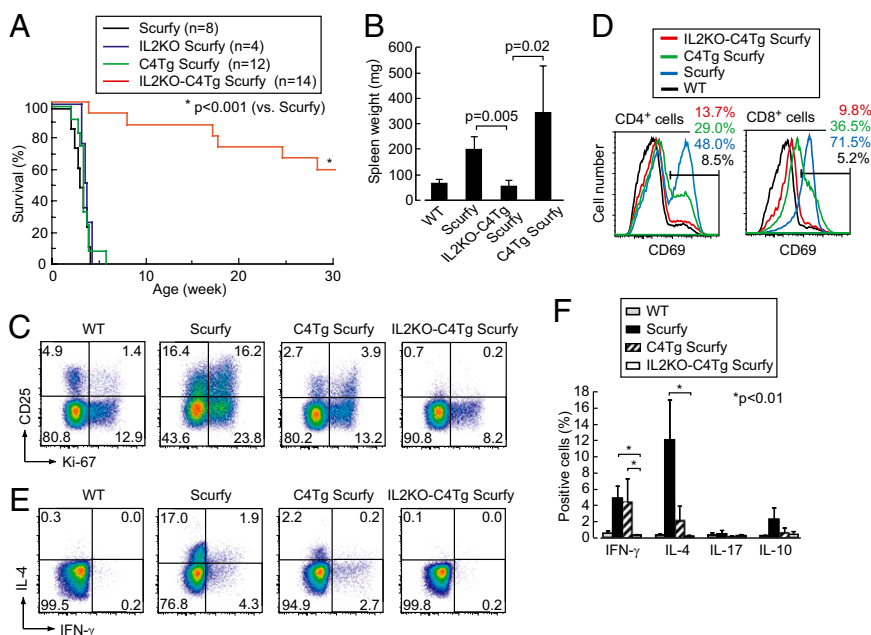 A
Scurfy (n=8)
IL2KO Scurfy (n=4)
C4Tg Scurfy (n=12)
IL2KO-C4Tg Scurfy (n=14)
* p<0.001 (vs. Scurfy)
100
80
60
40
20
0
*
Survival (%)
0 10 20 30
Age (week)
B
p=0.02
p=0.005
600
500
400
300
200
100
0
Spleen weight (mg)
WT
Scurfy
IL2KO-C4Tg Scurfy
C4Tg Scurfy
D
IL2KO-C4Tg Scurfy
C4Tg Scurfy
Scurfy
WT
CD4+ cells
13.7%
29.0%
48.0%
8.5%
CD8+ cells
9.8%
36.5%
71.5%
5.2%
Cell number
CD69 CD69
C
WT Scurfy C4Tg Scurfy IL2KO-C4Tg Scurfy
4.9 1.4 16.4 16.2 2.7 3.9 0.7 0.2
80.8 12.9 43.6 23.8 80.2 13.2 90.8 8.2
CD25
Ki-67
E
WT Scurfy C4Tg Scurfy IL2KO-C4Tg Scurfy
0.3 0.0 17.0 1.9 2.2 0.2 0.1 0.0
99.5 0.2 76.8 4.3 94.9 2.7 99.8 0.2
IL-4
IFN-γ
F
WT
Scurfy
C4Tg Scurfy
IL2KO-C4Tg Scurfy
*p<0.01
*
*
*
18
16
14
12
10
8
6
4
2
0
Positive cells (%)
IFN-γ IL-4 IL-17 IL-10